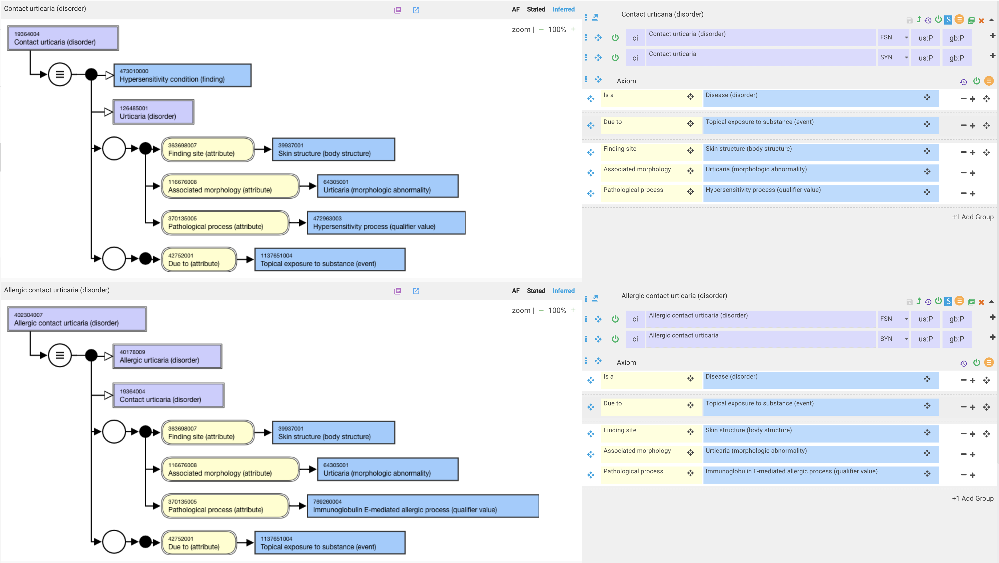 Contact urticaria (disorder)
AF Stated Inferred
zoom | − 100% +
19364004
Contact urticaria (disorder)
473010000
Hypersensitivity condition (finding)
126485001
Urticaria (disorder)
363698007
Finding site (attribute)
39937001
Skin structure (body structure)
116676008
Associated morphology (attribute)
64305001
Urticaria (morphologic abnormality)
370135005
Pathological process (attribute)
472963003
Hypersensitivity process (qualifier value)
42752001
Due to (attribute)
1137651004
Topical exposure to substance (event)
Contact urticaria (disorder)
S
ci Contact urticaria (disorder) FSN us:P gb:P
ci Contact urticaria SYN us:P gb:P
Axiom
Is a Disease (disorder)
Due to Topical exposure to substance (event)
Finding site Skin structure (body structure)
Associated morphology Urticaria (morphologic abnormality)
Pathological process Hypersensitivity process (qualifier value)
+1 Add Group
Allergic contact urticaria (disorder)
AF Stated Inferred
zoom | − 100% +
402304007
Allergic contact urticaria (disorder)
40178009
Allergic urticaria (disorder)
19364004
Contact urticaria (disorder)
363698007
Finding site (attribute)
39937001
Skin structure (body structure)
116676008
Associated morphology (attribute)
64305001
Urticaria (morphologic abnormality)
370135005
Pathological process (attribute)
769260004
Immunoglobulin E-mediated allergic process (qualifier value)
42752001
Due to (attribute)
1137651004
Topical exposure to substance (event)
Allergic contact urticaria (disorder)
S
ci Allergic contact urticaria (disorder) FSN us:P gb:P
ci Allergic contact urticaria SYN us:P gb:P
Axiom
Is a Disease (disorder)
Due to Topical exposure to substance (event)
Finding site Skin structure (body structure)
Associated morphology Urticaria (morphologic abnormality)
Pathological process Immunoglobulin E-mediated allergic process (qualifier value)
+1 Add Group